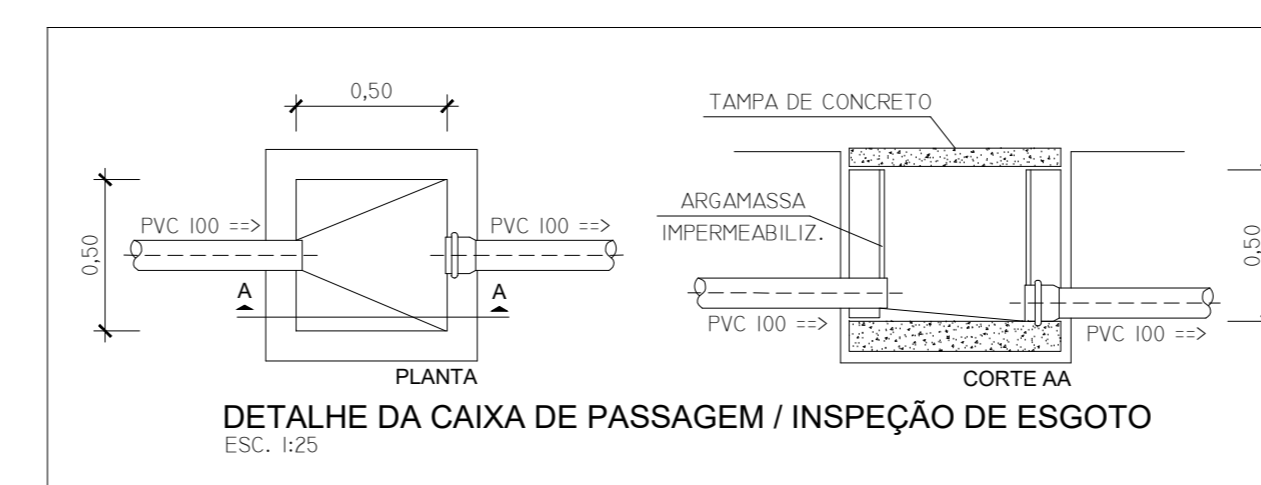 0,50
0,50
PVC 100 ==>
PVC 100 ==>
A
A
PLANTA
TAMPA DE CONCRETO
ARGAMASSA
IMPERMEABILIZ.
0,50
PVC 100 ==>
PVC 100 ==>
CORTE AA
DETALHE DA CAIXA DE PASSAGEM / INSPEÇÃO DE ESGOTO
ESC. 1:25